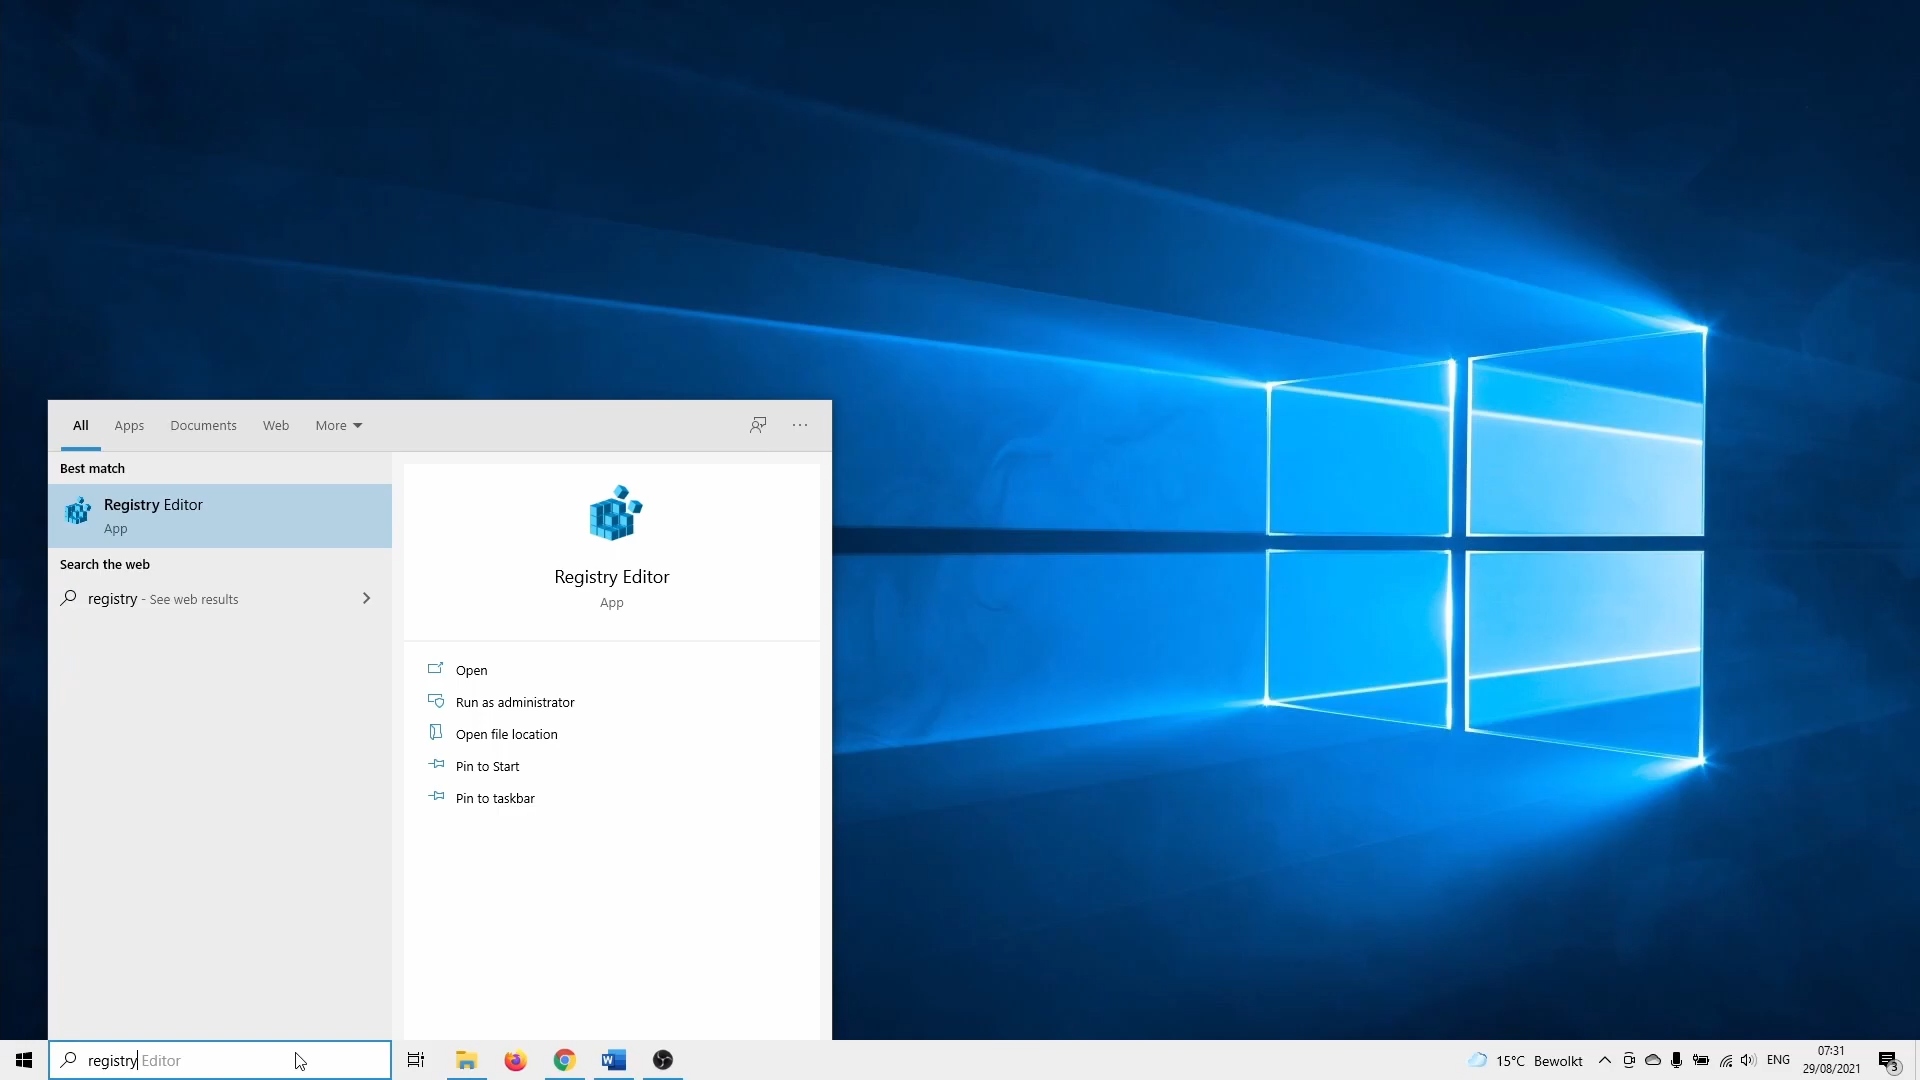 All Apps Documents Web More
Best match
Registry Editor
App
Search the web
registry - See web results
Registry Editor
App
Open
Run as administrator
Open file location
Pin to Start
Pin to taskbar
registry Editor
15°C Bewolkt
ENG
07:31
29/08/2021
3